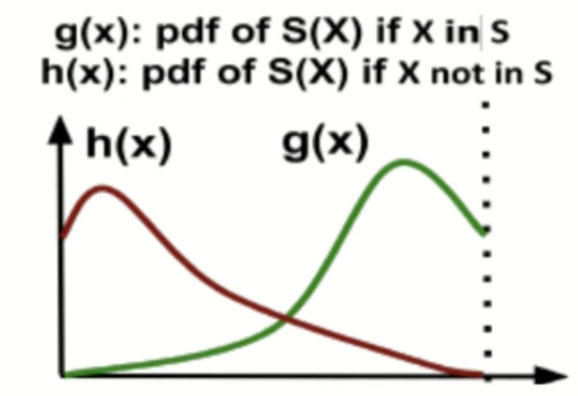 g(x): pdf of S(X) if X in S
h(x): pdf of S(X) if X not in S
h(x)
g(x)